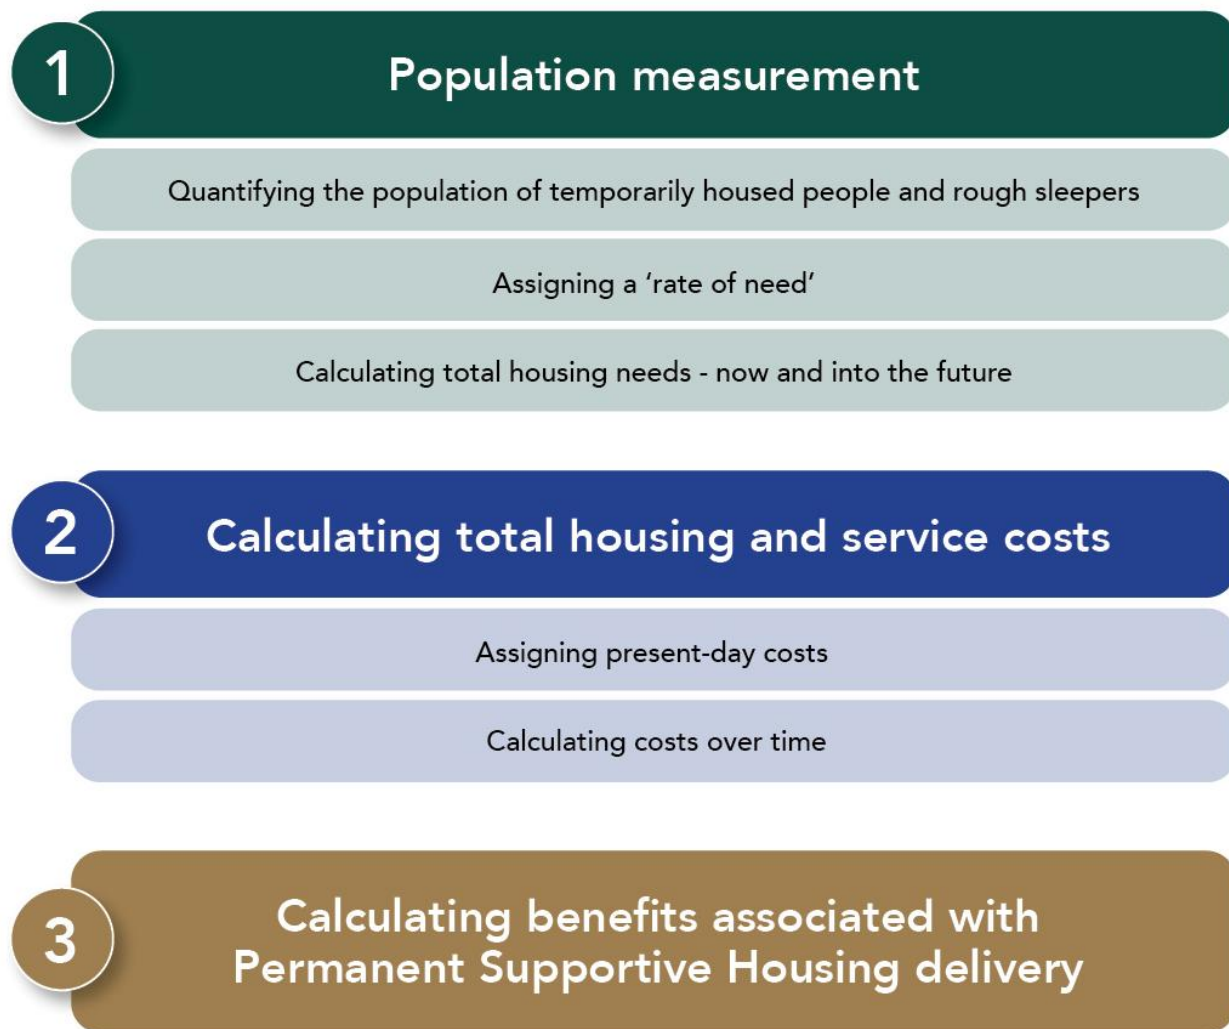 1
Population measurement
Quantifying the population of temporarily housed people and rough sleepers
Assigning a ‘rate of need’
Calculating total housing needs - now and into the future
2
Calculating total housing and service costs
Assigning present-day costs
Calculating costs over time
3
Calculating benefits associated with
Permanent Supportive Housing delivery